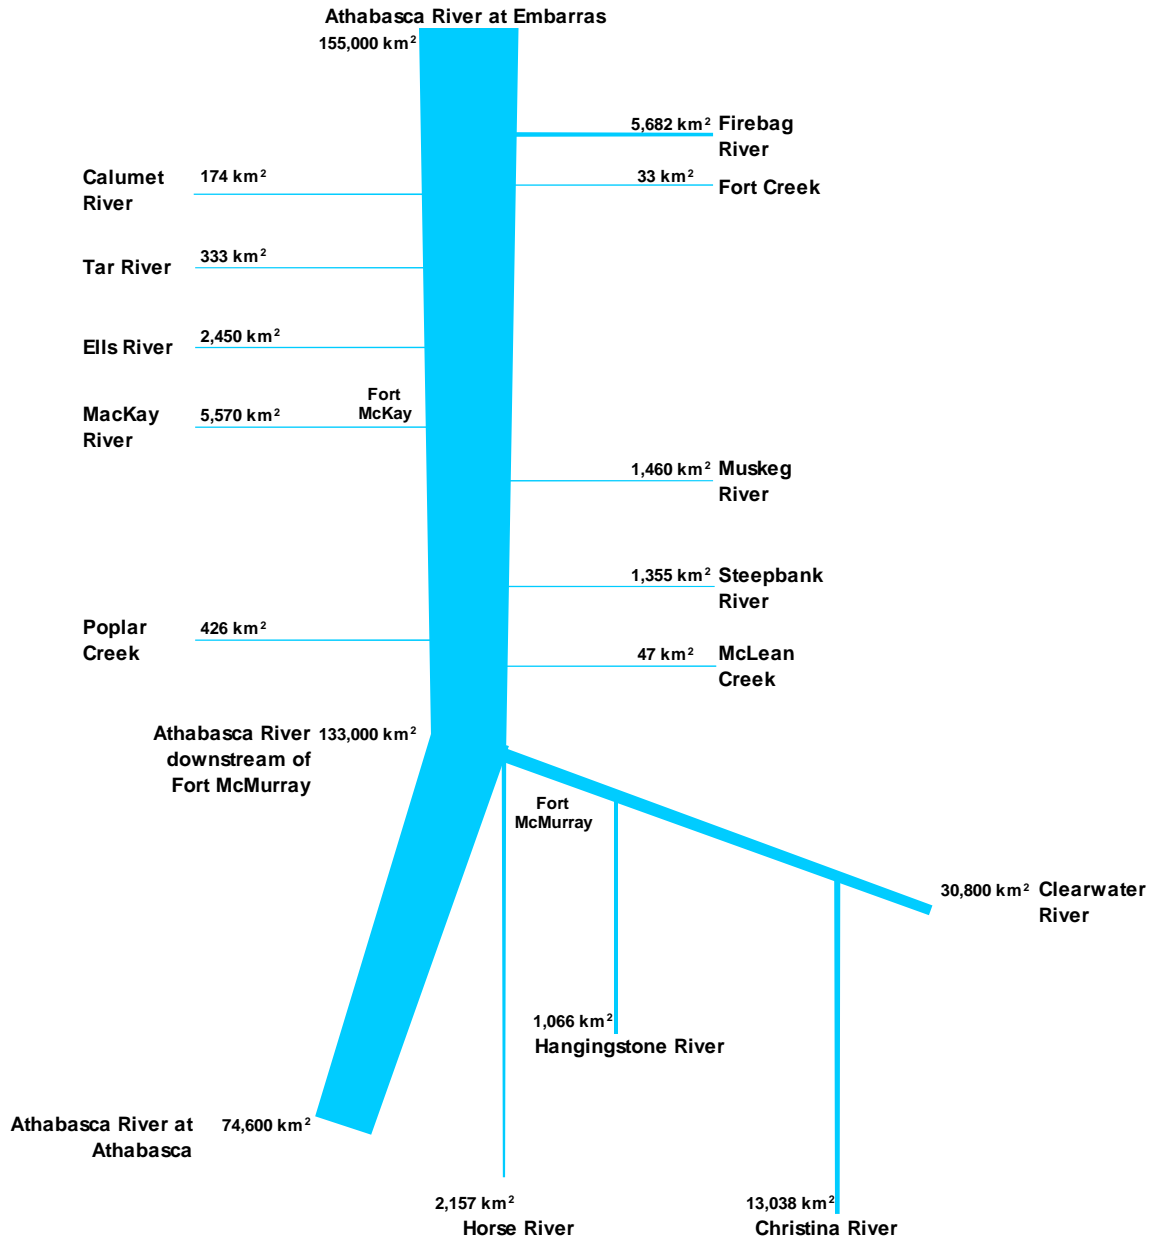 Athabasca River at Embarras
155,000 km²
5,682 km² Firebag
River
Calumet
River
174 km²
33 km²
Fort Creek
Tar River
333 km²
Ells River
2,450 km²
MacKay
River
5,570 km²
Fort
McKay
1,460 km² Muskeg
River
1,355 km² Steepbank
River
Poplar
Creek
426 km²
47 km²
McLean
Creek
Athabasca River
downstream of
Fort McMurray
133,000 km²
Fort
McMurray
30,800 km² Clearwater
River
1,066 km²
Hangingstone River
Athabasca River at
Athabasca
74,600 km²
2,157 km²
Horse River
13,038 km²
Christina River